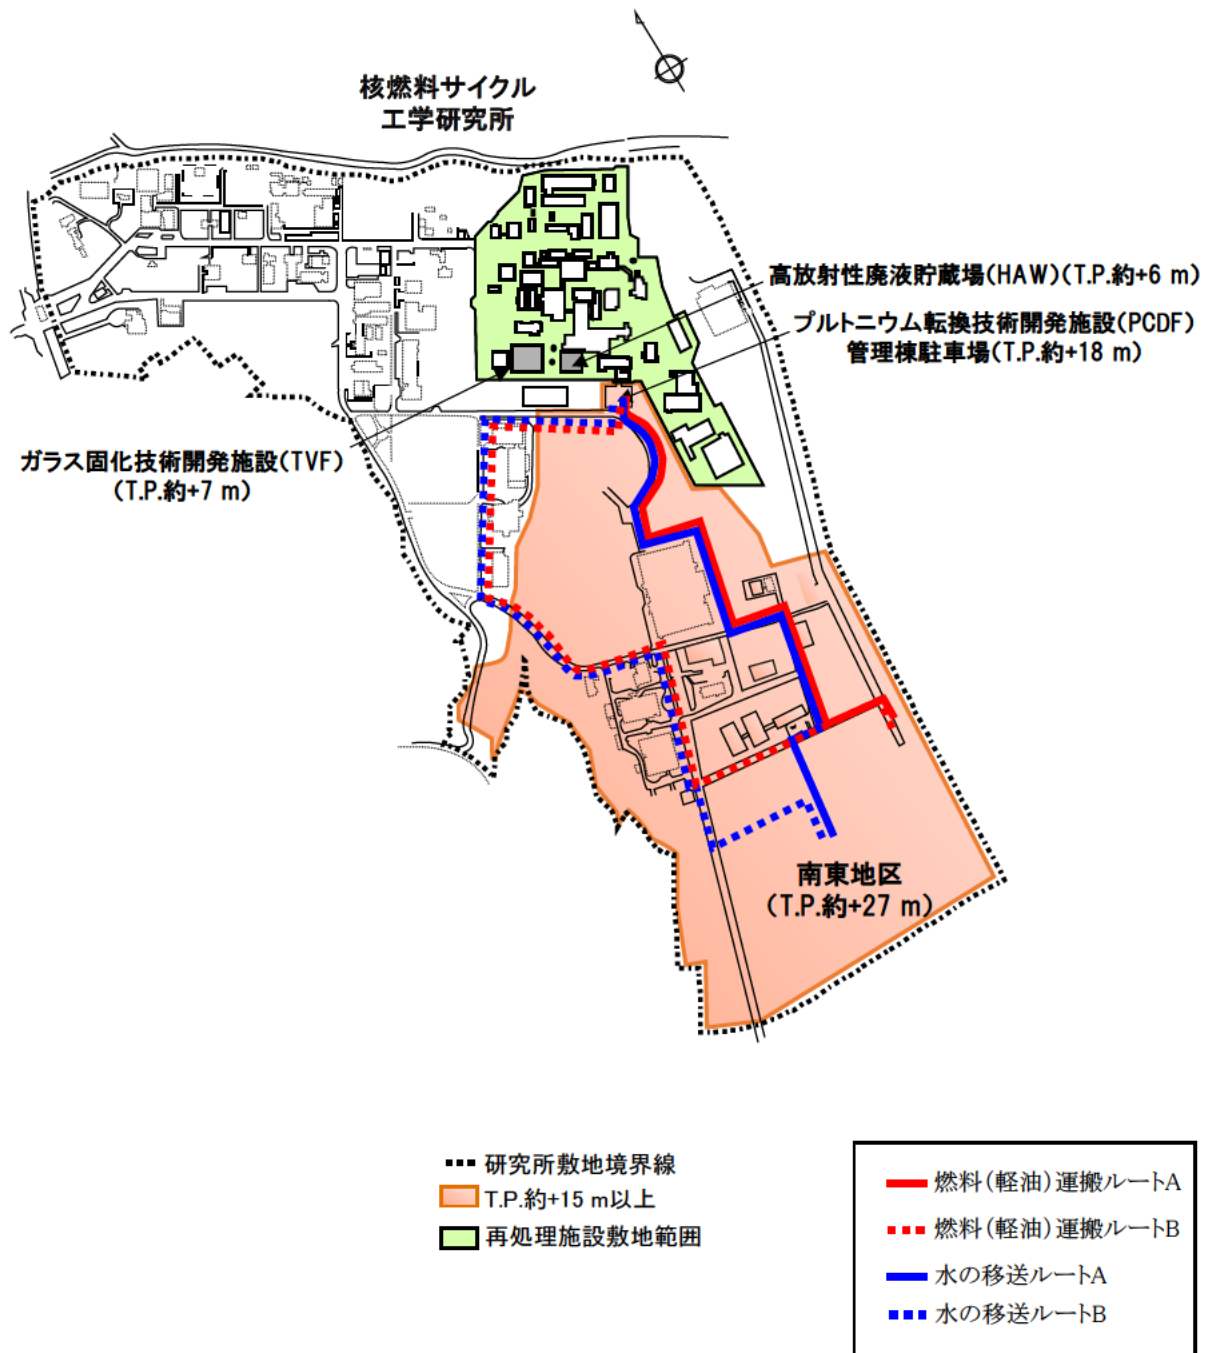 核燃料サイクル
工学研究所
高放射性廃液貯蔵場(HAW)(T.P.約+6 m)
プルトニウム転換技術開発施設(PCDF)
管理棟駐車場(T.P.約+18 m)
ガラス固化技術開発施設(TVF)
(T.P.約+7 m)
南東地区
(T.P.約+27 m)
研究所敷地境界線
T.P.約+15 m以上
再処理施設敷地範囲
燃料(軽油)運搬ルートA
燃料(軽油)運搬ルートB
水の移送ルートA
水の移送ルートB